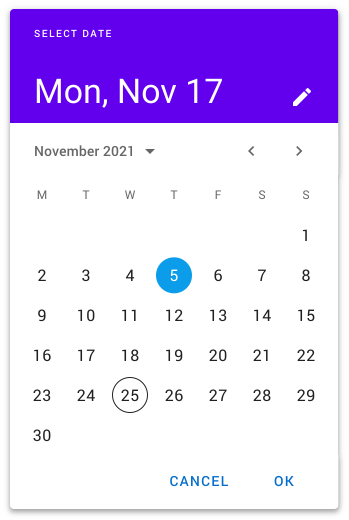 SELECT DATE
Mon, Nov 17
November 2021
M T W T F S S
1
2 3 4 5 6 7 8
9 10 11 12 13 14 15
16 17 18 19 20 21 22
23 24 25 26 27 28 29
30
CANCEL OK